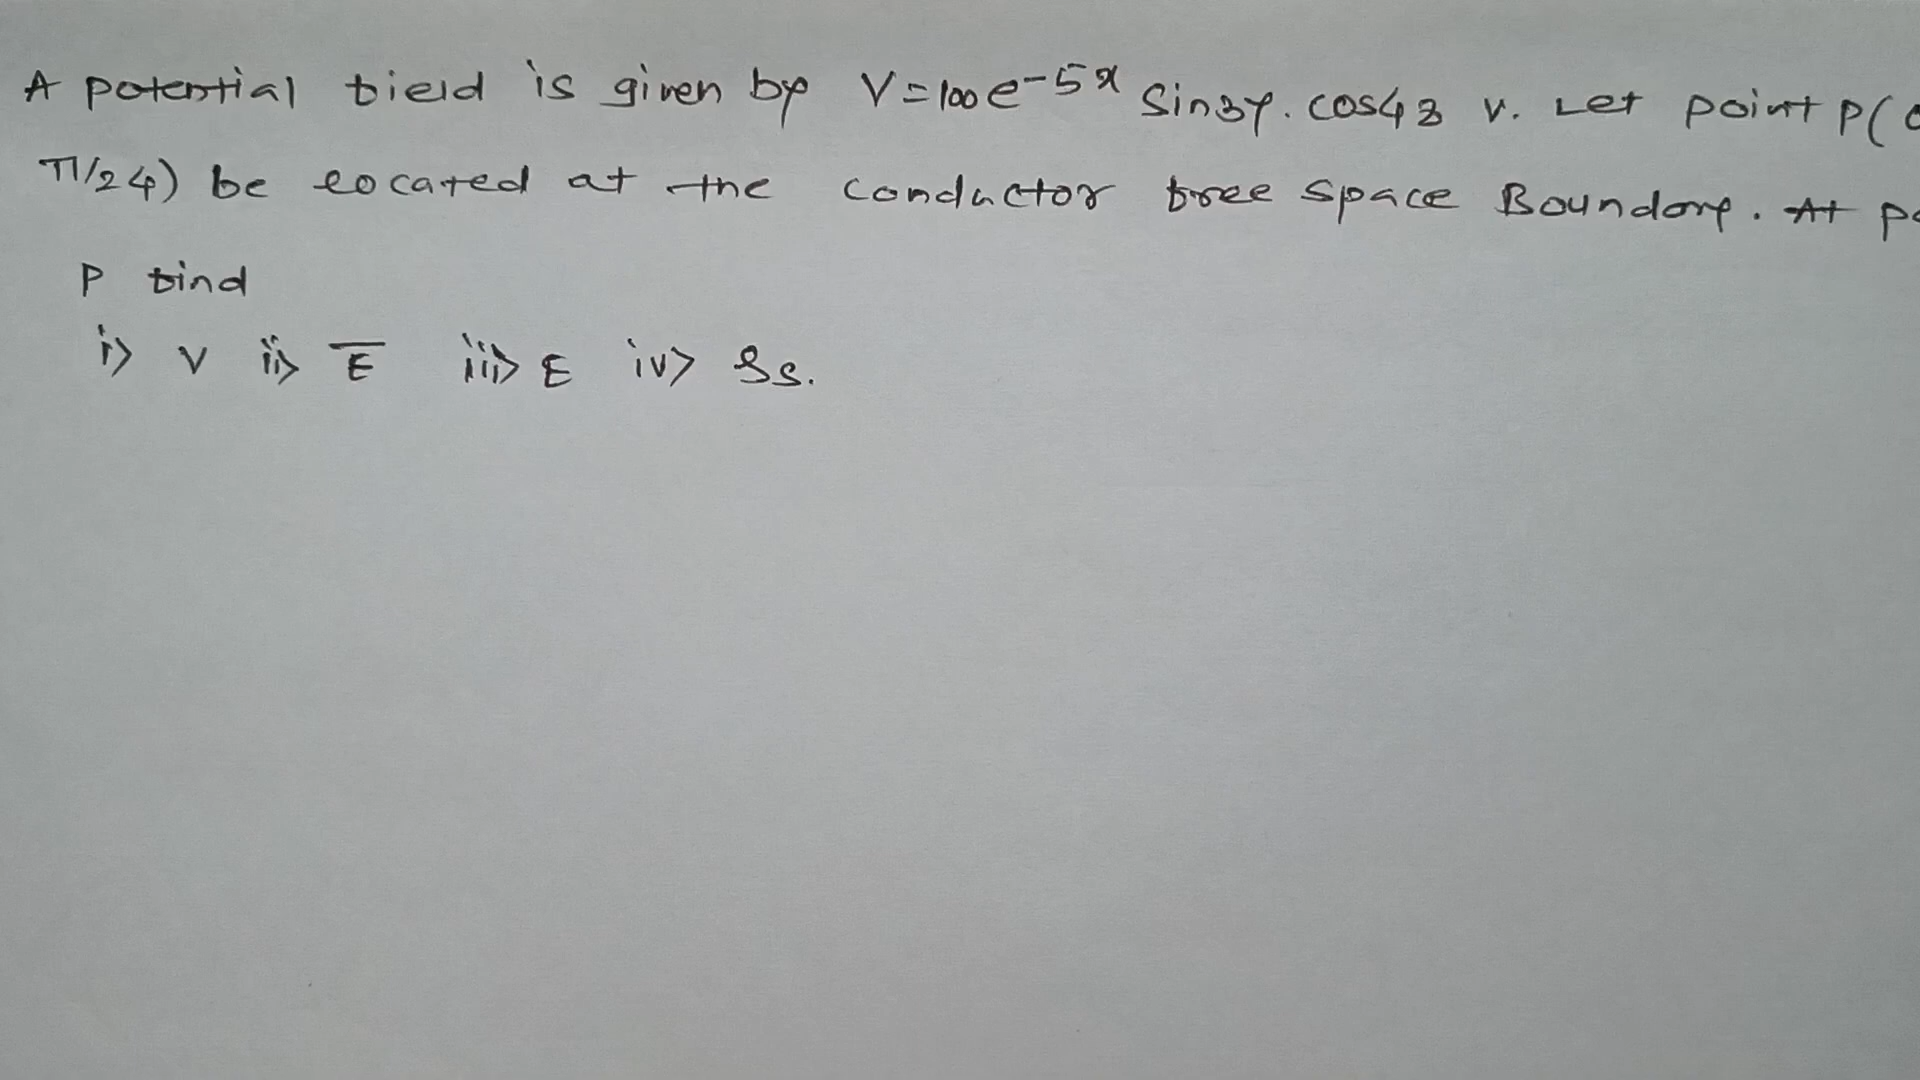 A potential field is given by V=100e^-5x Sin3y. cos4z v. Let point P(
π/24) be located at the conductor free space Boundary. At
P find
i> V ii> E̅ iii> E iv> ρs.